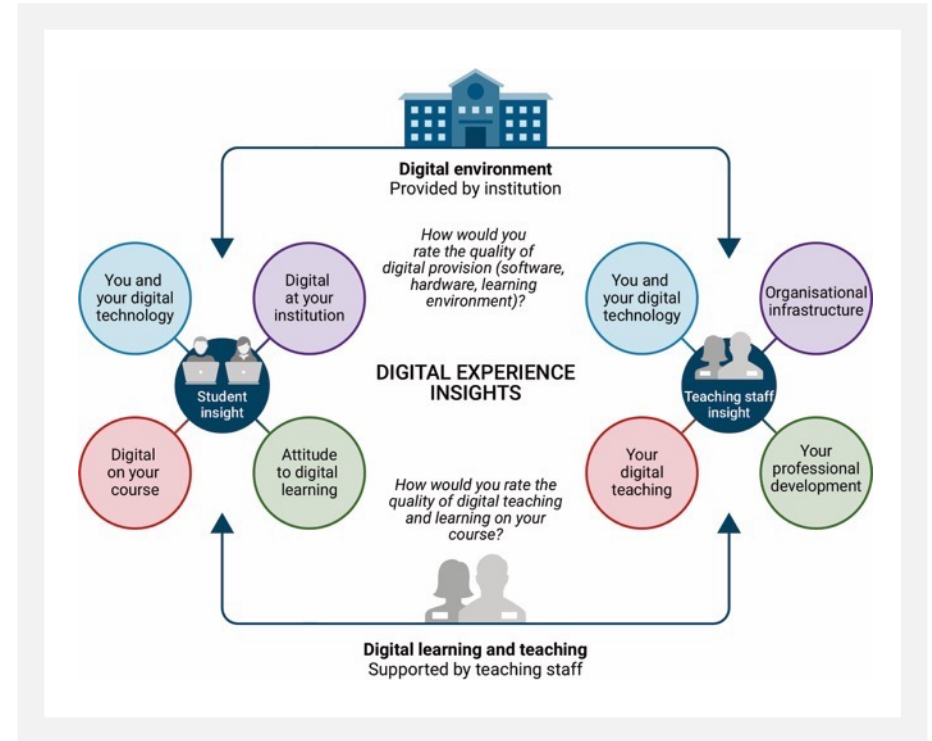 Digital environment
Provided by institution
How would you
rate the quality of
digital provision (software,
hardware, learning
environment)?
You and
your digital
technology
Digital
at your
institution
Student
insight
Digital
on your
course
Attitude
to digital
learning
DIGITAL EXPERIENCE
INSIGHTS
You and
your digital
technology
Organisational
infrastructure
Teaching staff
insight
Your
digital
teaching
Your
professional
development
How would you rate the
quality of digital teaching
and learning on your
course?
Digital learning and teaching
Supported by teaching staff